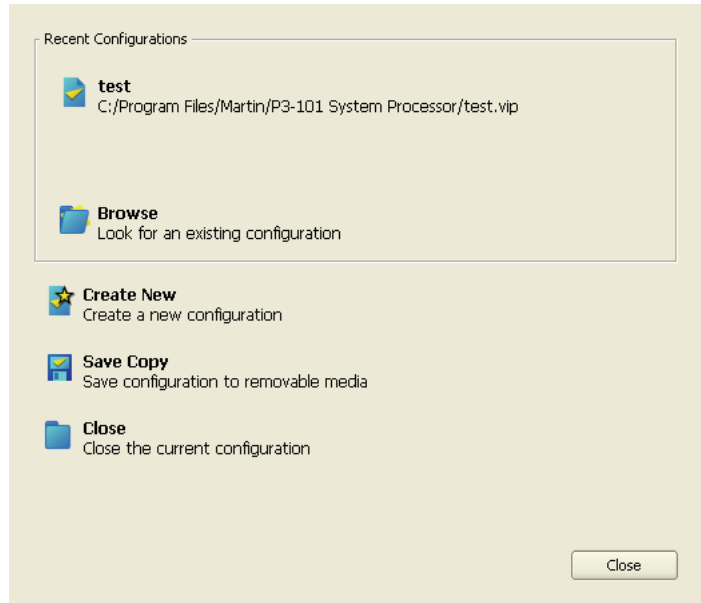 Recent Configurations
test
C:/Program Files/Martin/P3-101 System Processor/test.vip
Browse
Look for an existing configuration
Create New
Create a new configuration
Save Copy
Save configuration to removable media
Close
Close the current configuration
Close